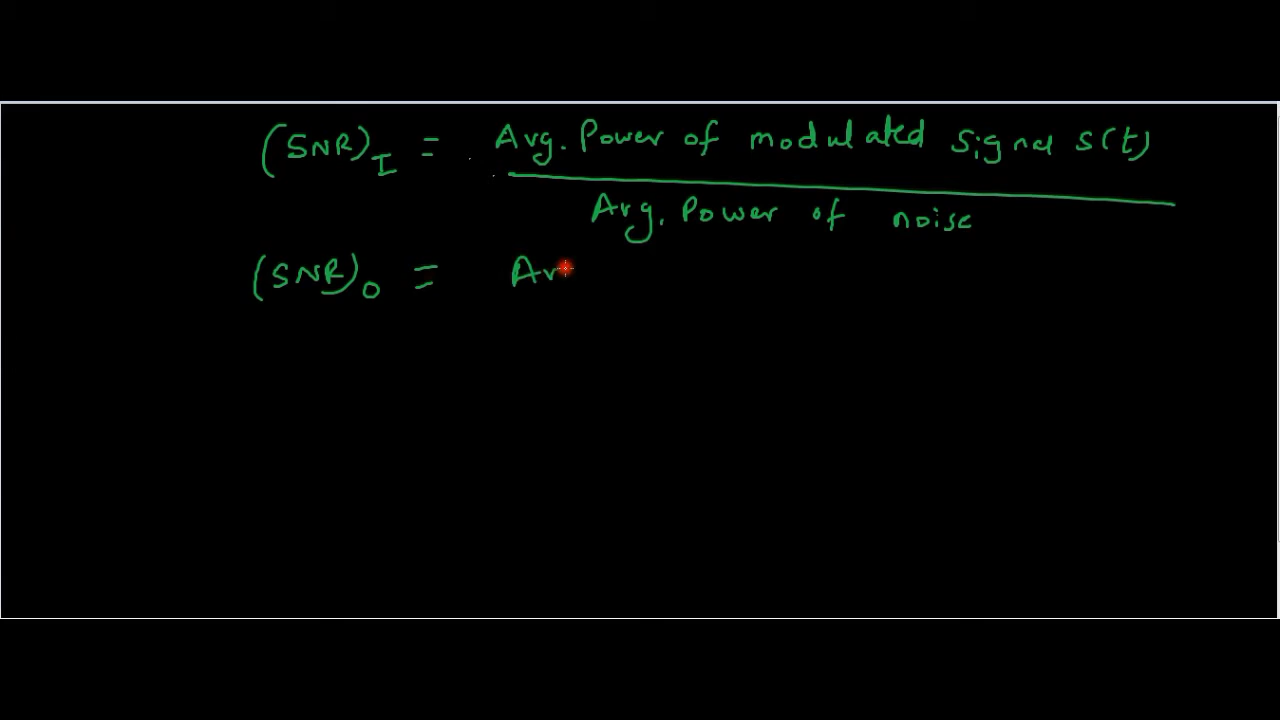 (SNR)I = Avg. Power of modulated signal s(t)
Avg. Power of noise
(SNR)O = Av